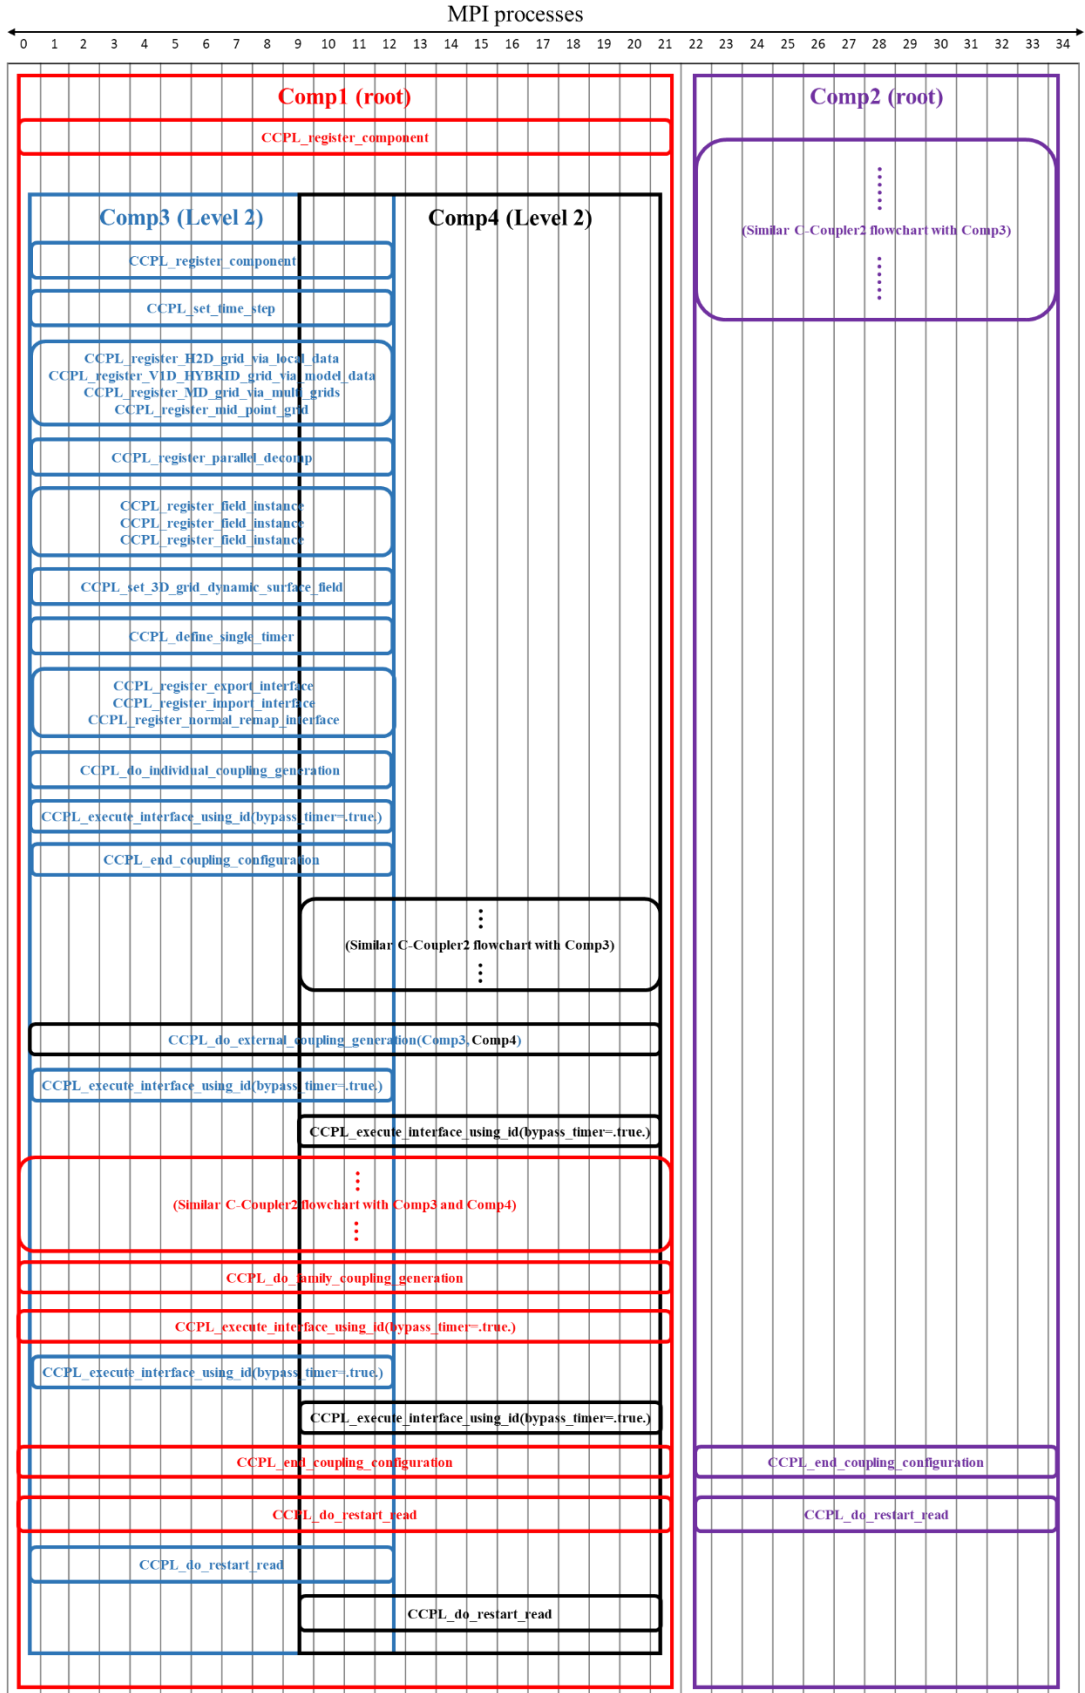 MPI processes
0 1 2 3 4 5 6 7 8 9 10 11 12 13 14 15 16 17 18 19 20 21 22 23 24 25 26 27 28 29 30 31 32 33 34
Comp1 (root)
Comp2 (root)
CCPL_register_component
(Similar C-Coupler2 flowchart with Comp3)
Comp3 (Level 2)
Comp4 (Level 2)
CCPL_register_component
CCPL_set_time_step
CCPL_register_H2D_grid_via_local_data
CCPL_register_V1D_HYBRID_grid_via_model_data
CCPL_register_MD_grid_via_multi_grids
CCPL_register_mid_point_grid
CCPL_register_parallel_decomp
CCPL_register_field_instance
CCPL_register_field_instance
CCPL_register_field_instance
CCPL_set_3D_grid_dynamic_surface_field
CCPL_define_single_timer
CCPL_register_export_interface
CCPL_register_import_interface
CCPL_register_normal_remap_interface
CCPL_do_individual_coupling_generation
CCPL_execute_interface_using_id(bypass_timer=.true.)
CCPL_end_coupling_configuration
(Similar C-Coupler2 flowchart with Comp3)
CCPL_do_external_coupling_generation(Comp3, Comp4)
CCPL_execute_interface_using_id(bypass_timer=.true.)
CCPL_execute_interface_using_id(bypass_timer=.true.)
(Similar C-Coupler2 flowchart with Comp3 and Comp4)
CCPL_do_family_coupling_generation
CCPL_execute_interface_using_id(bypass_timer=.true.)
CCPL_execute_interface_using_id(bypass_timer=.true.)
CCPL_execute_interface_using_id(bypass_timer=.true.)
CCPL_end_coupling_configuration
CCPL_end_coupling_configuration
CCPL_do_restart_read
CCPL_do_restart_read
CCPL_do_restart_read
CCPL_do_restart_read